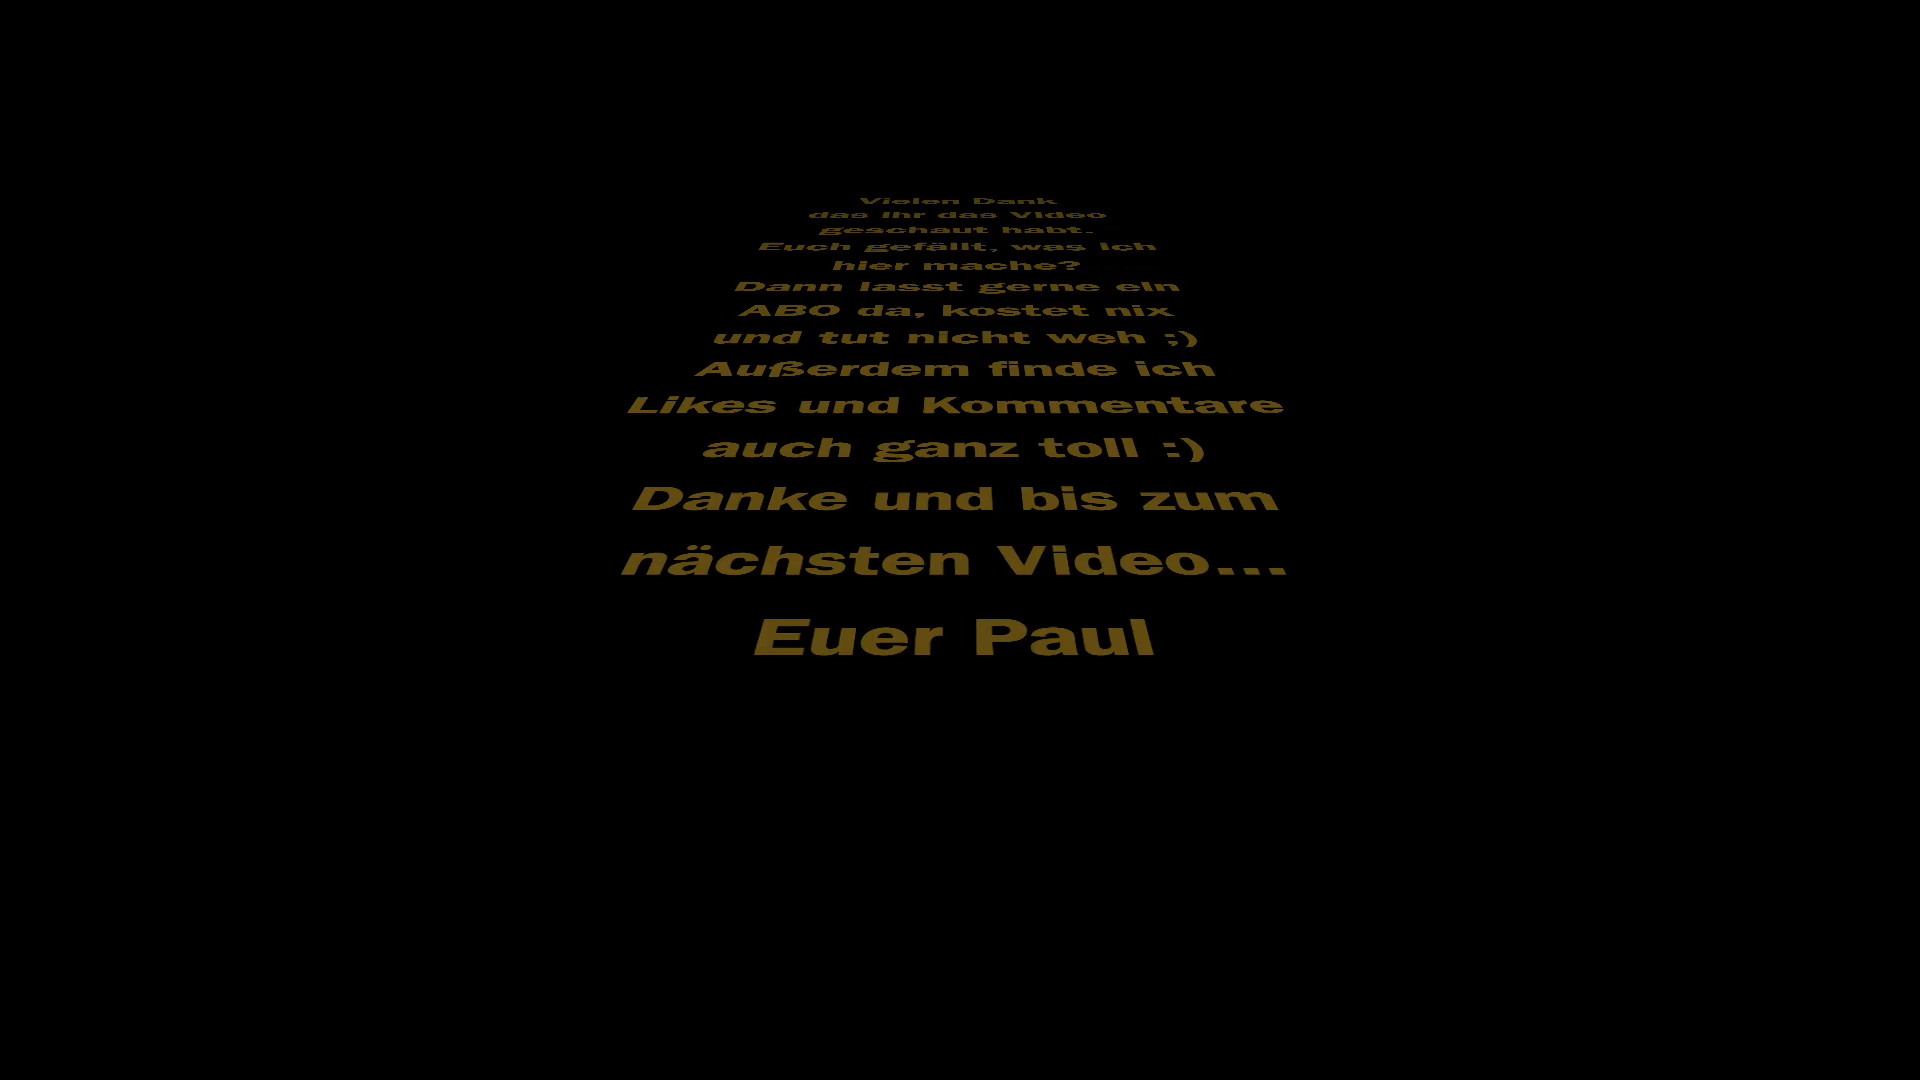 Vielen Dank
das ihr das Video
geschaut habt.
Euch gefällt, was ich
hier mache?
Dann lasst gerne ein
ABO da, kostet nix
und tut nicht weh ;)
Außerdem finde ich
Likes und Kommentare
auch ganz toll :)
Danke und bis zum
nächsten Video...
Euer Paul